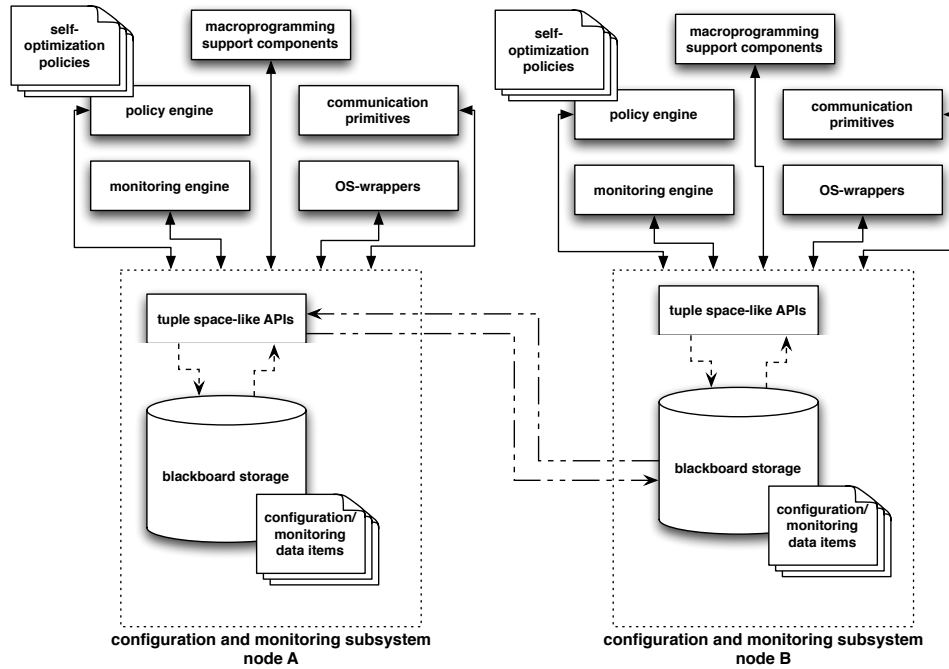 self-
optimization
policies
macroprogramming
support components
policy engine
communication
primitives
monitoring engine
OS-wrappers
tuple space-like APIs
blackboard storage
configuration/
monitoring
data items
configuration and monitoring subsystem
node A
self-
optimization
policies
macroprogramming
support components
policy engine
communication
primitives
monitoring engine
OS-wrappers
tuple space-like APIs
blackboard storage
configuration/
monitoring
data items
configuration and monitoring subsystem
node B